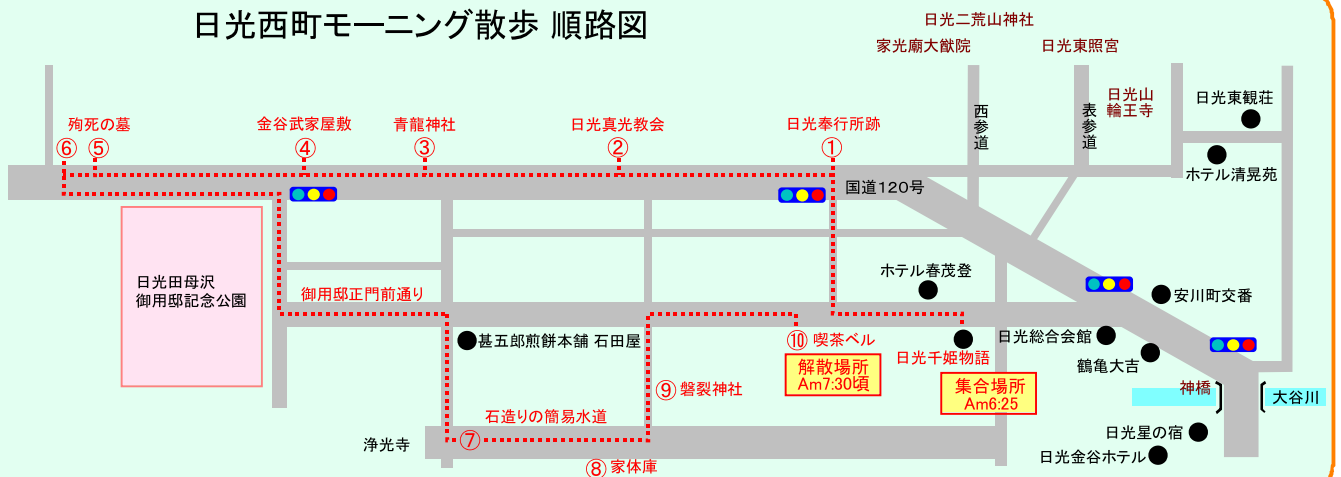 日光西町モーニング散歩 順路図
日光二荒山神社
家光廟大猷院
日光東照宮
日光山
輪王寺
日光東観荘
西参道
表参道
ホテル清晃苑
殉死の墓
⑥
⑤
金谷武家屋敷
④
青龍神社
③
日光真光教会
②
日光奉行所跡
①
国道120号
日光田母沢
御用邸記念公園
御用邸正門前通り
ホテル春茂登
安川町交番
甚五郎煎餅本舗 石田屋
⑩ 喫茶ベル
解散場所
Am7:30頃
日光千姫物語
集合場所
Am6:25
日光総合会館
鶴亀大吉
神橋
大谷川
⑨ 磐裂神社
石造りの簡易水道
⑦
浄光寺
⑧ 家体庫
日光星の宿
日光金谷ホテル